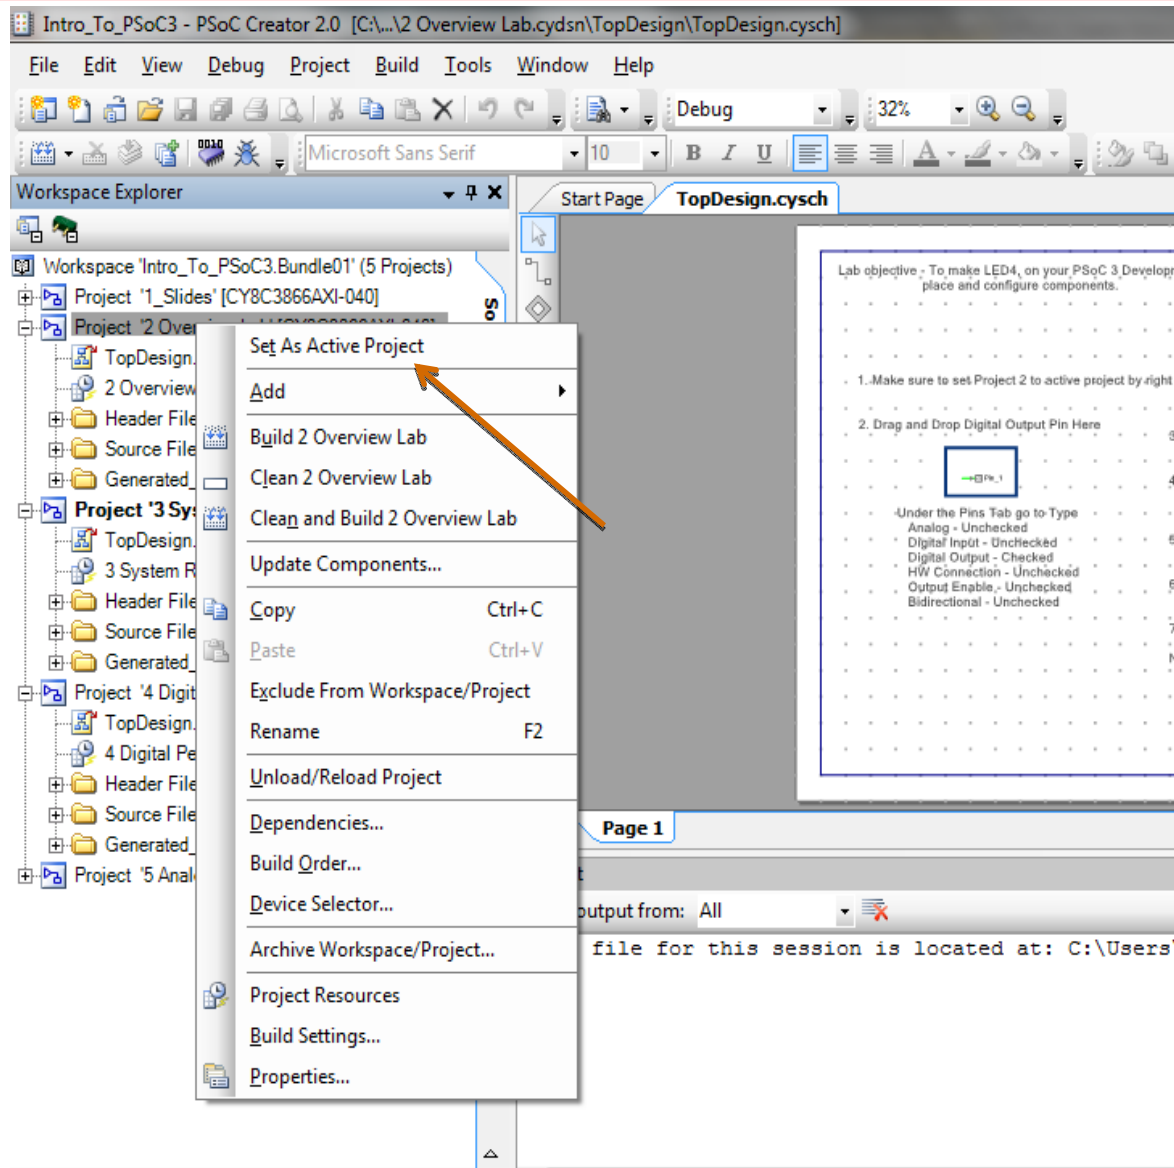 Intro_To_PSoC3 - PSoC Creator 2.0 [C:\...\2 Overview Lab.cydsn\TopDesign\TopDesign.cysch]
File Edit View Debug Project Build Tools Window Help
Debug 32%
Microsoft Sans Serif 10 B I U A
Workspace Explorer
Start Page TopDesign.cysch
Workspace 'Intro_To_PSoC3.Bundle01' (5 Projects)
Project '1_Slides' [CY8C3866AXI-040]
Project '2 Over
TopDesign.
2 Overview
Header File
Source File
Generated_
Project '3 Sys
TopDesign.
3 System R
Header File
Source File
Generated_
Project '4 Digit
TopDesign.
4 Digital Pe
Header File
Source File
Generated_
Project '5 Anal
So
Set As Active Project
Add
Build 2 Overview Lab
Clean 2 Overview Lab
Clean and Build 2 Overview Lab
Update Components...
Copy Ctrl+C
Paste Ctrl+V
Exclude From Workspace/Project
Rename F2
Unload/Reload Project
Dependencies...
Build Order...
Device Selector...
Archive Workspace/Project...
Project Resources
Build Settings...
Properties...
Lab objective - To make LED4, on your PSoC 3 Developm
place and configure components.
1. Make sure to set Project 2 to active project by right
2. Drag and Drop Digital Output Pin Here
Pin_1
Under the Pins Tab go to Type
Analog - Unchecked
Digital Input - Unchecked
Digital Output - Checked
HW Connection - Unchecked
Output Enable - Unchecked
Bidirectional - Unchecked
Page 1
output from: All
file for this session is located at: C:\Users